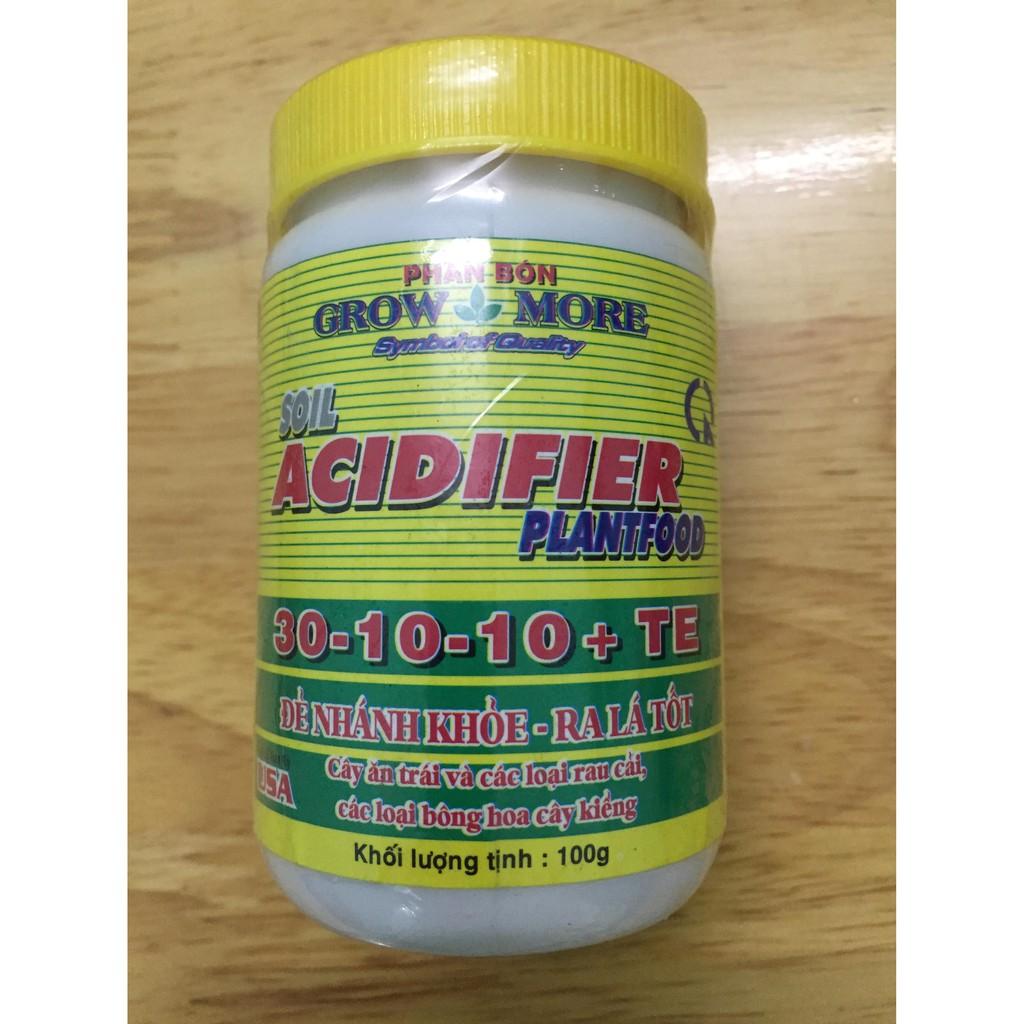 PHÂN BÓN
GROW MORE
Symbol of Quality
SOIL
ACIDIFIER
PLANTFOOD
30-10-10 + TE
ĐẺ NHÁNH KHỎE - RA LÁ TỐT
USA
Cây ăn trái và các loại rau cải,
các loại bông hoa cây kiểng
Khối lượng tịnh : 100g